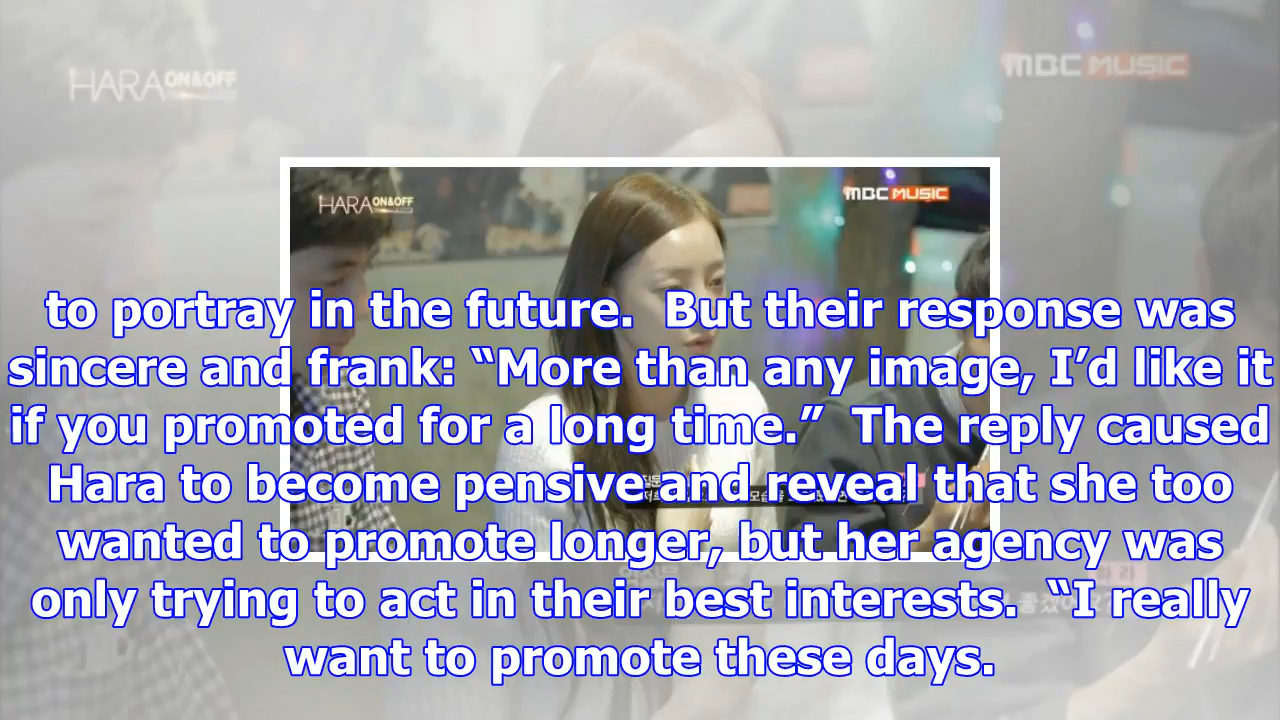 HARA ON&OFF
MBC MUSIC
HARA ON&OFF
MBC MUSIC
to portray in the future.  But their response was
sincere and frank: “More than any image, I’d like it
if you promoted for a long time.”  The reply caused
Hara to become pensive and reveal that she too
wanted to promote longer, but her agency was
only trying to act in their best interests.  “I really
want to promote these days.